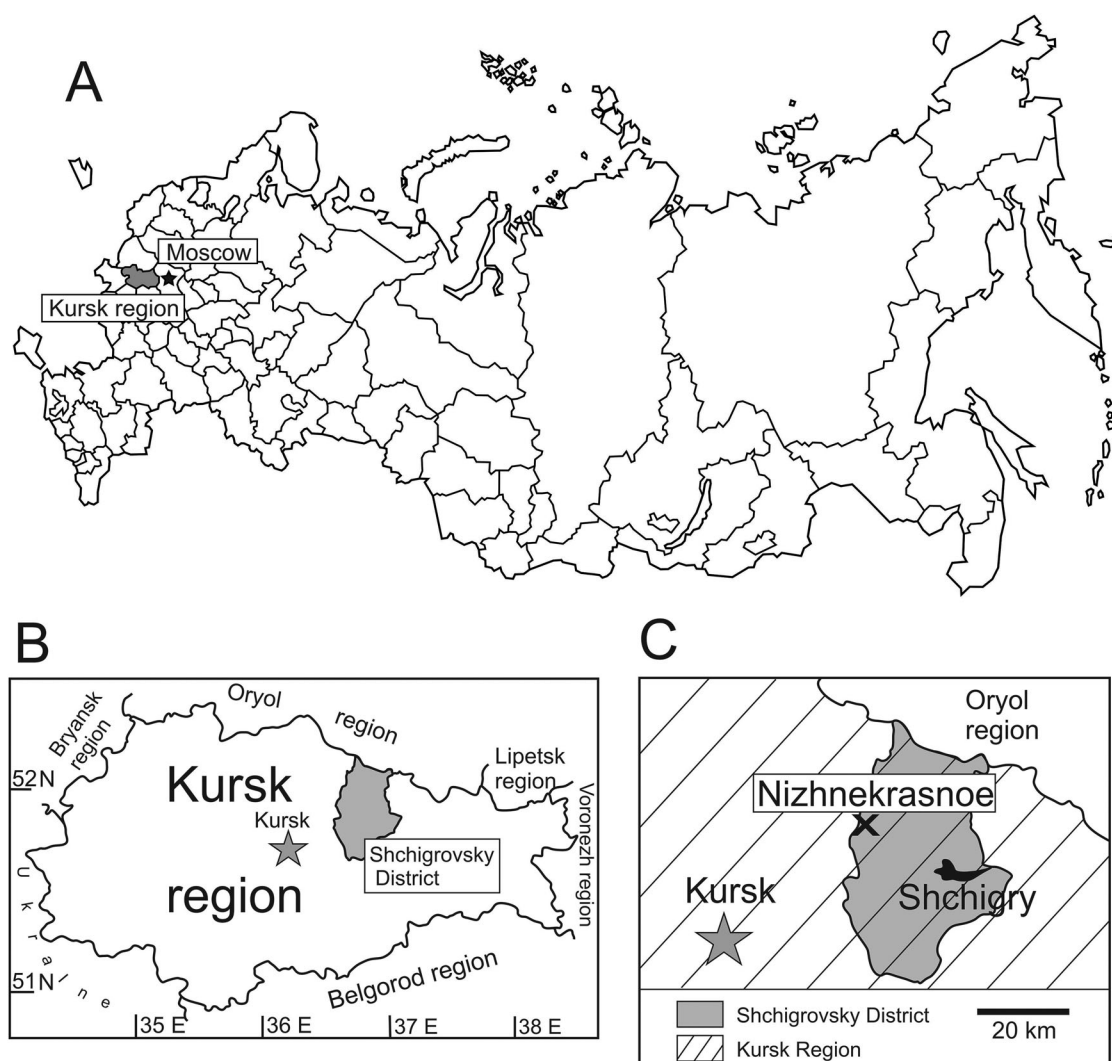 A
Moscow
Kursk region
B
Oryol
region
Bryansk
region
Lipetsk
region
Voronezh region
52N
Kursk
Kursk
region
Shchigrovsky
District
Ukralne
51N
Belgorod region
35 E
36 E
37 E
38 E
C
Oryol
region
Nizhnekrasnoe
Shchigry
Kursk
Shchigrovsky District
Kursk Region
20 km